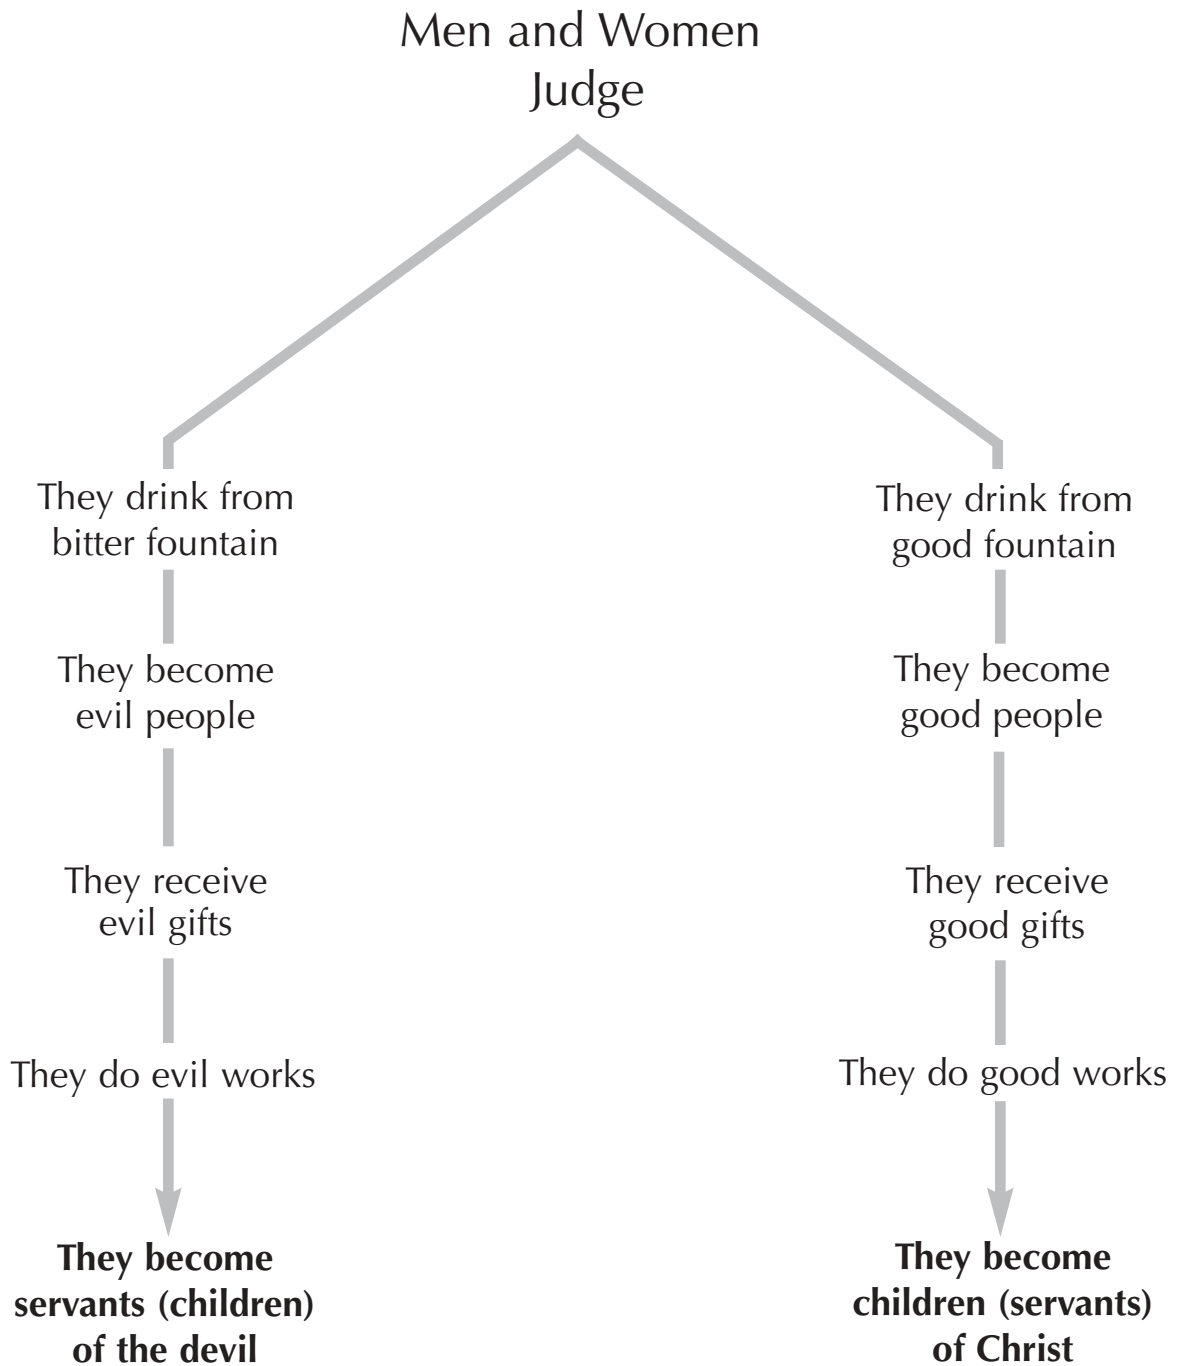 Men and Women
Judge
They drink from
bitter fountain
They become
evil people
They receive
evil gifts
They do evil works
They become
servants (children)
of the devil
They drink from
good fountain
They become
good people
They receive
good gifts
They do good works
They become
children (servants)
of Christ